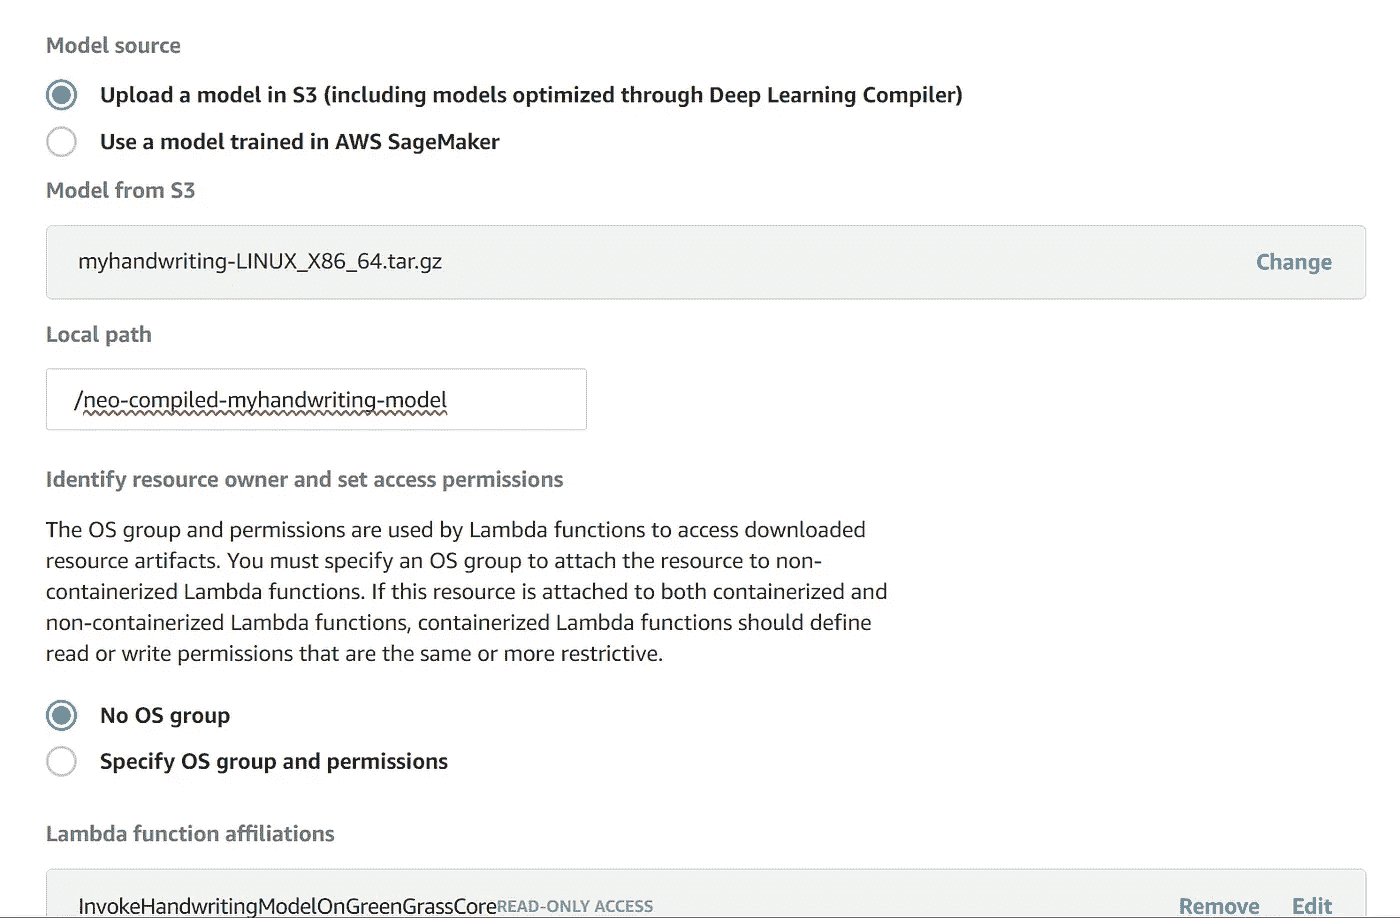 Model source
Upload a model in S3 (including models optimized through Deep Learning Compiler)
Use a model trained in AWS SageMaker
Model from S3
myhandwriting-LINUX_X86_64.tar.gz Change
Local path
/neo-compiled-myhandwriting-model
Identify resource owner and set access permissions
The OS group and permissions are used by Lambda functions to access downloaded
resource artifacts. You must specify an OS group to attach the resource to non-
containerized Lambda functions. If this resource is attached to both containerized and
non-containerized Lambda functions, containerized Lambda functions should define
read or write permissions that are the same or more restrictive.
No OS group
Specify OS group and permissions
Lambda function affiliations
InvokeHandwritingModelOnGreenGrassCore READ-ONLY ACCESS Remove Edit